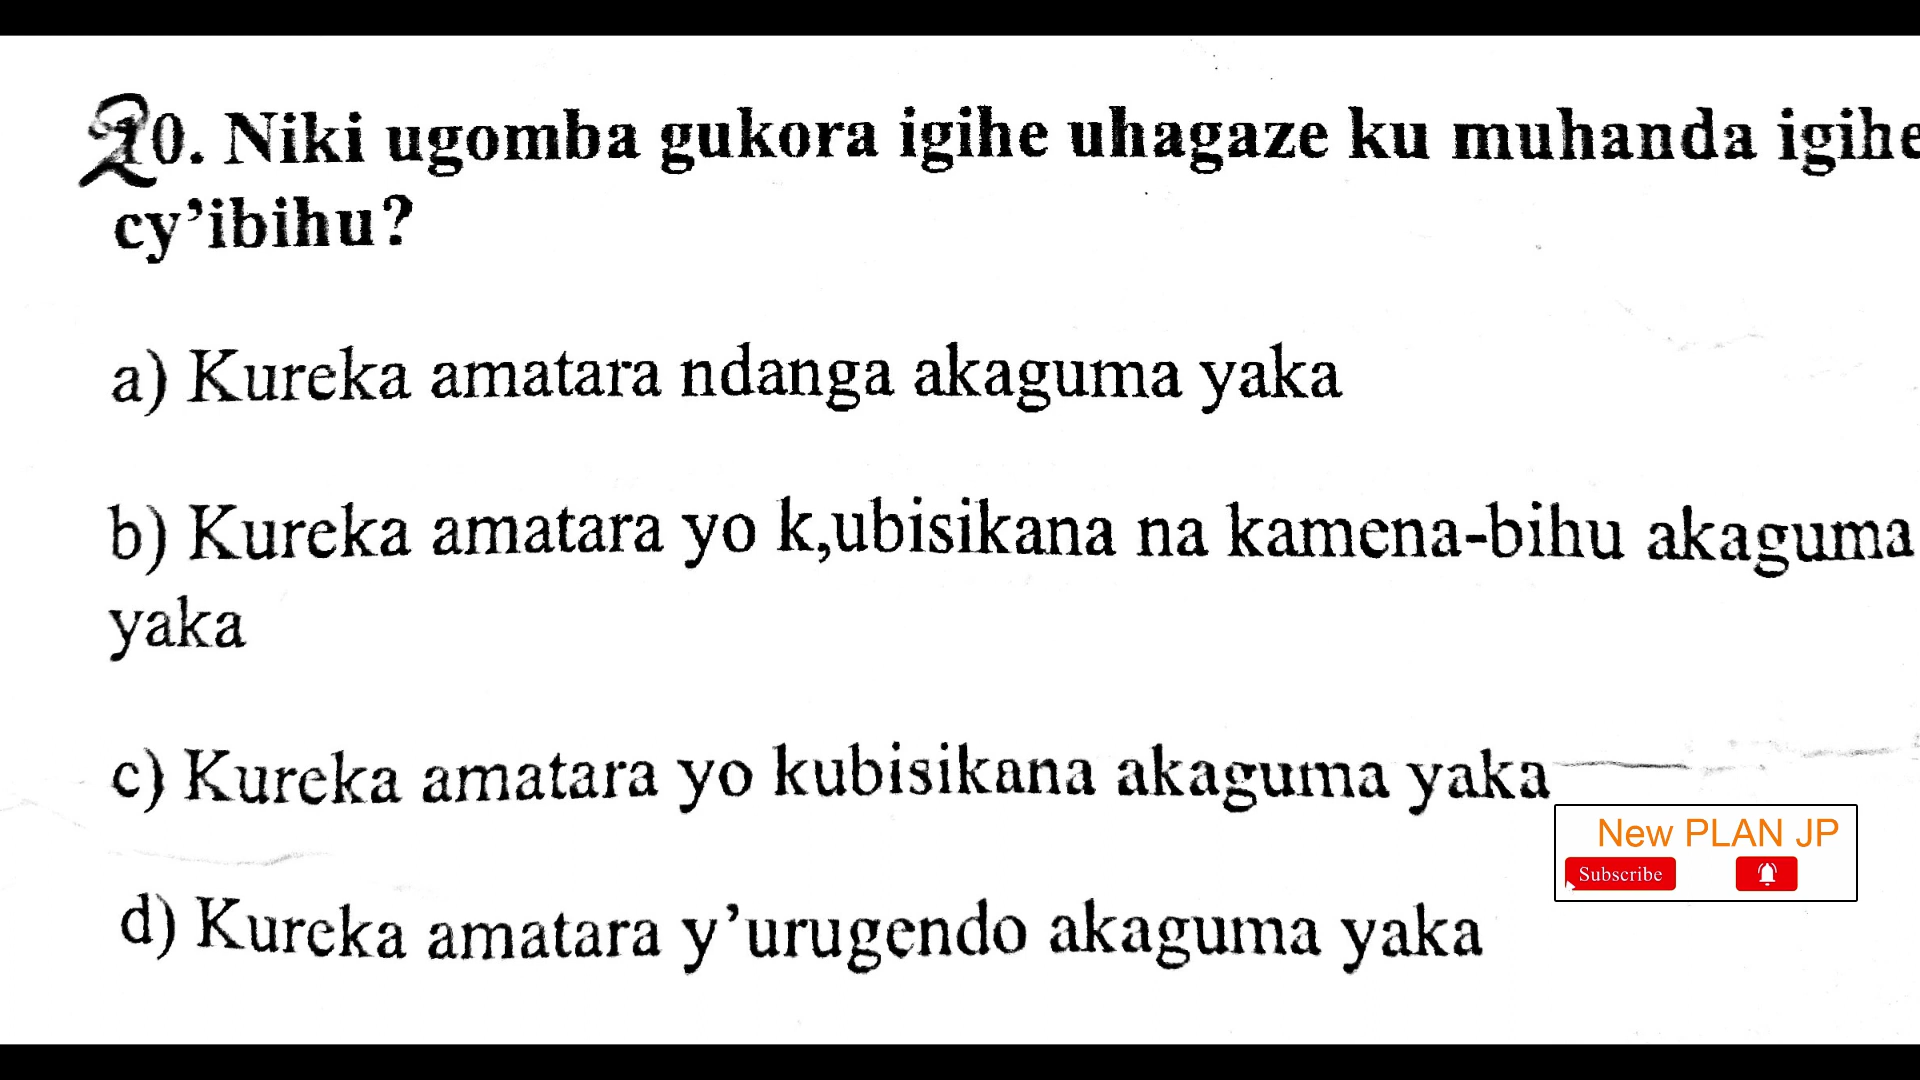 20. Niki ugomba gukora igihe uhagaze ku muhanda igihe
cy’ibihu?
a) Kureka amatara ndanga akaguma yaka
b) Kureka amatara yo k,ubisikana na kamena-bihu akaguma
yaka
c) Kureka amatara yo kubisikana akaguma yaka
New PLAN JP
Subscribe
d) Kureka amatara y’urugendo akaguma yaka